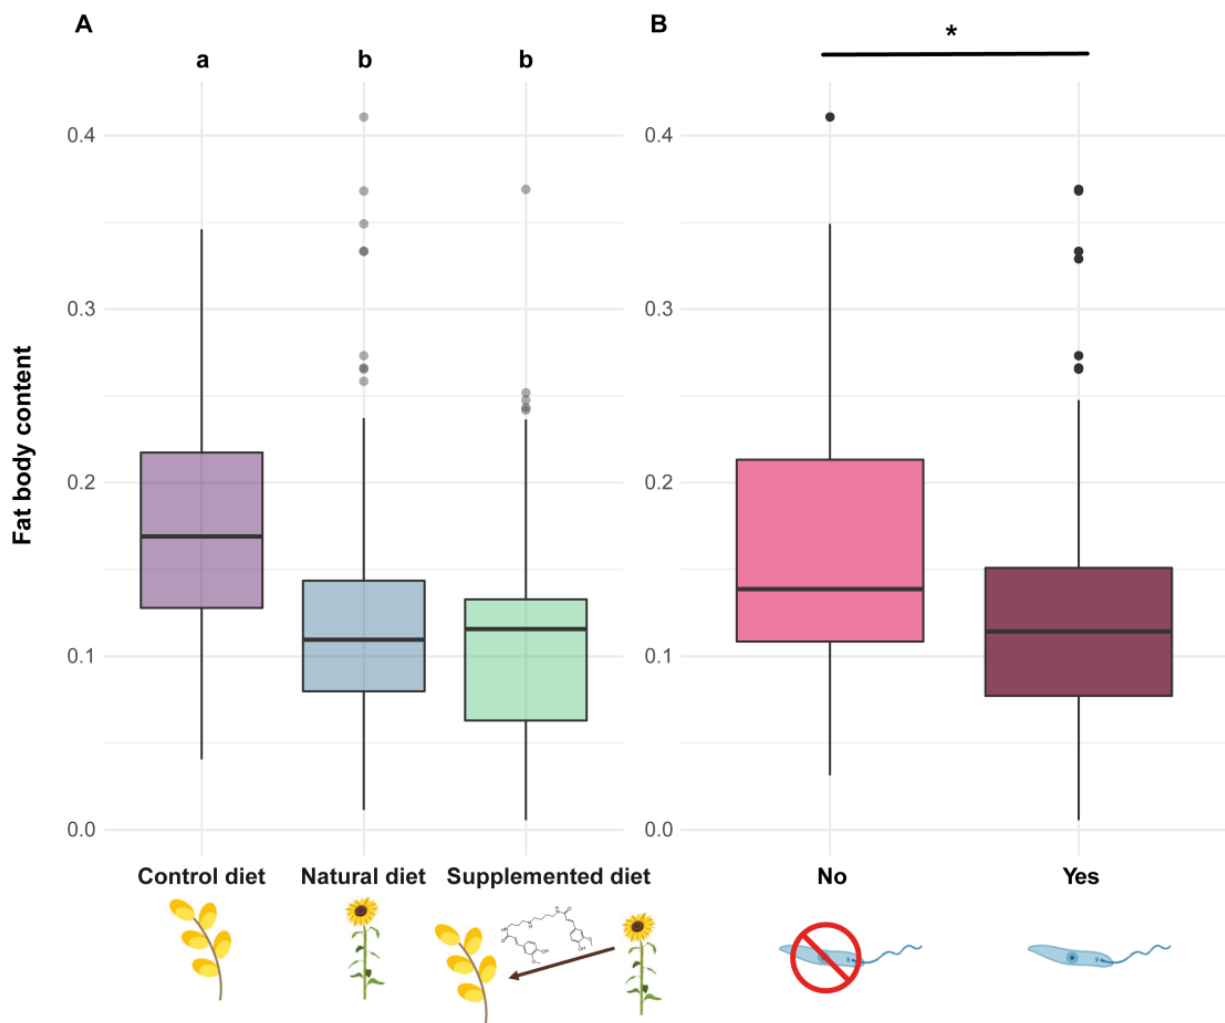 A
B
*
a
b
b
0.4
0.4
0.3
0.3
0.2
0.2
0.1
0.1
0.0
0.0
Fat body content
Control diet
Natural diet
Supplemented diet
No
Yes